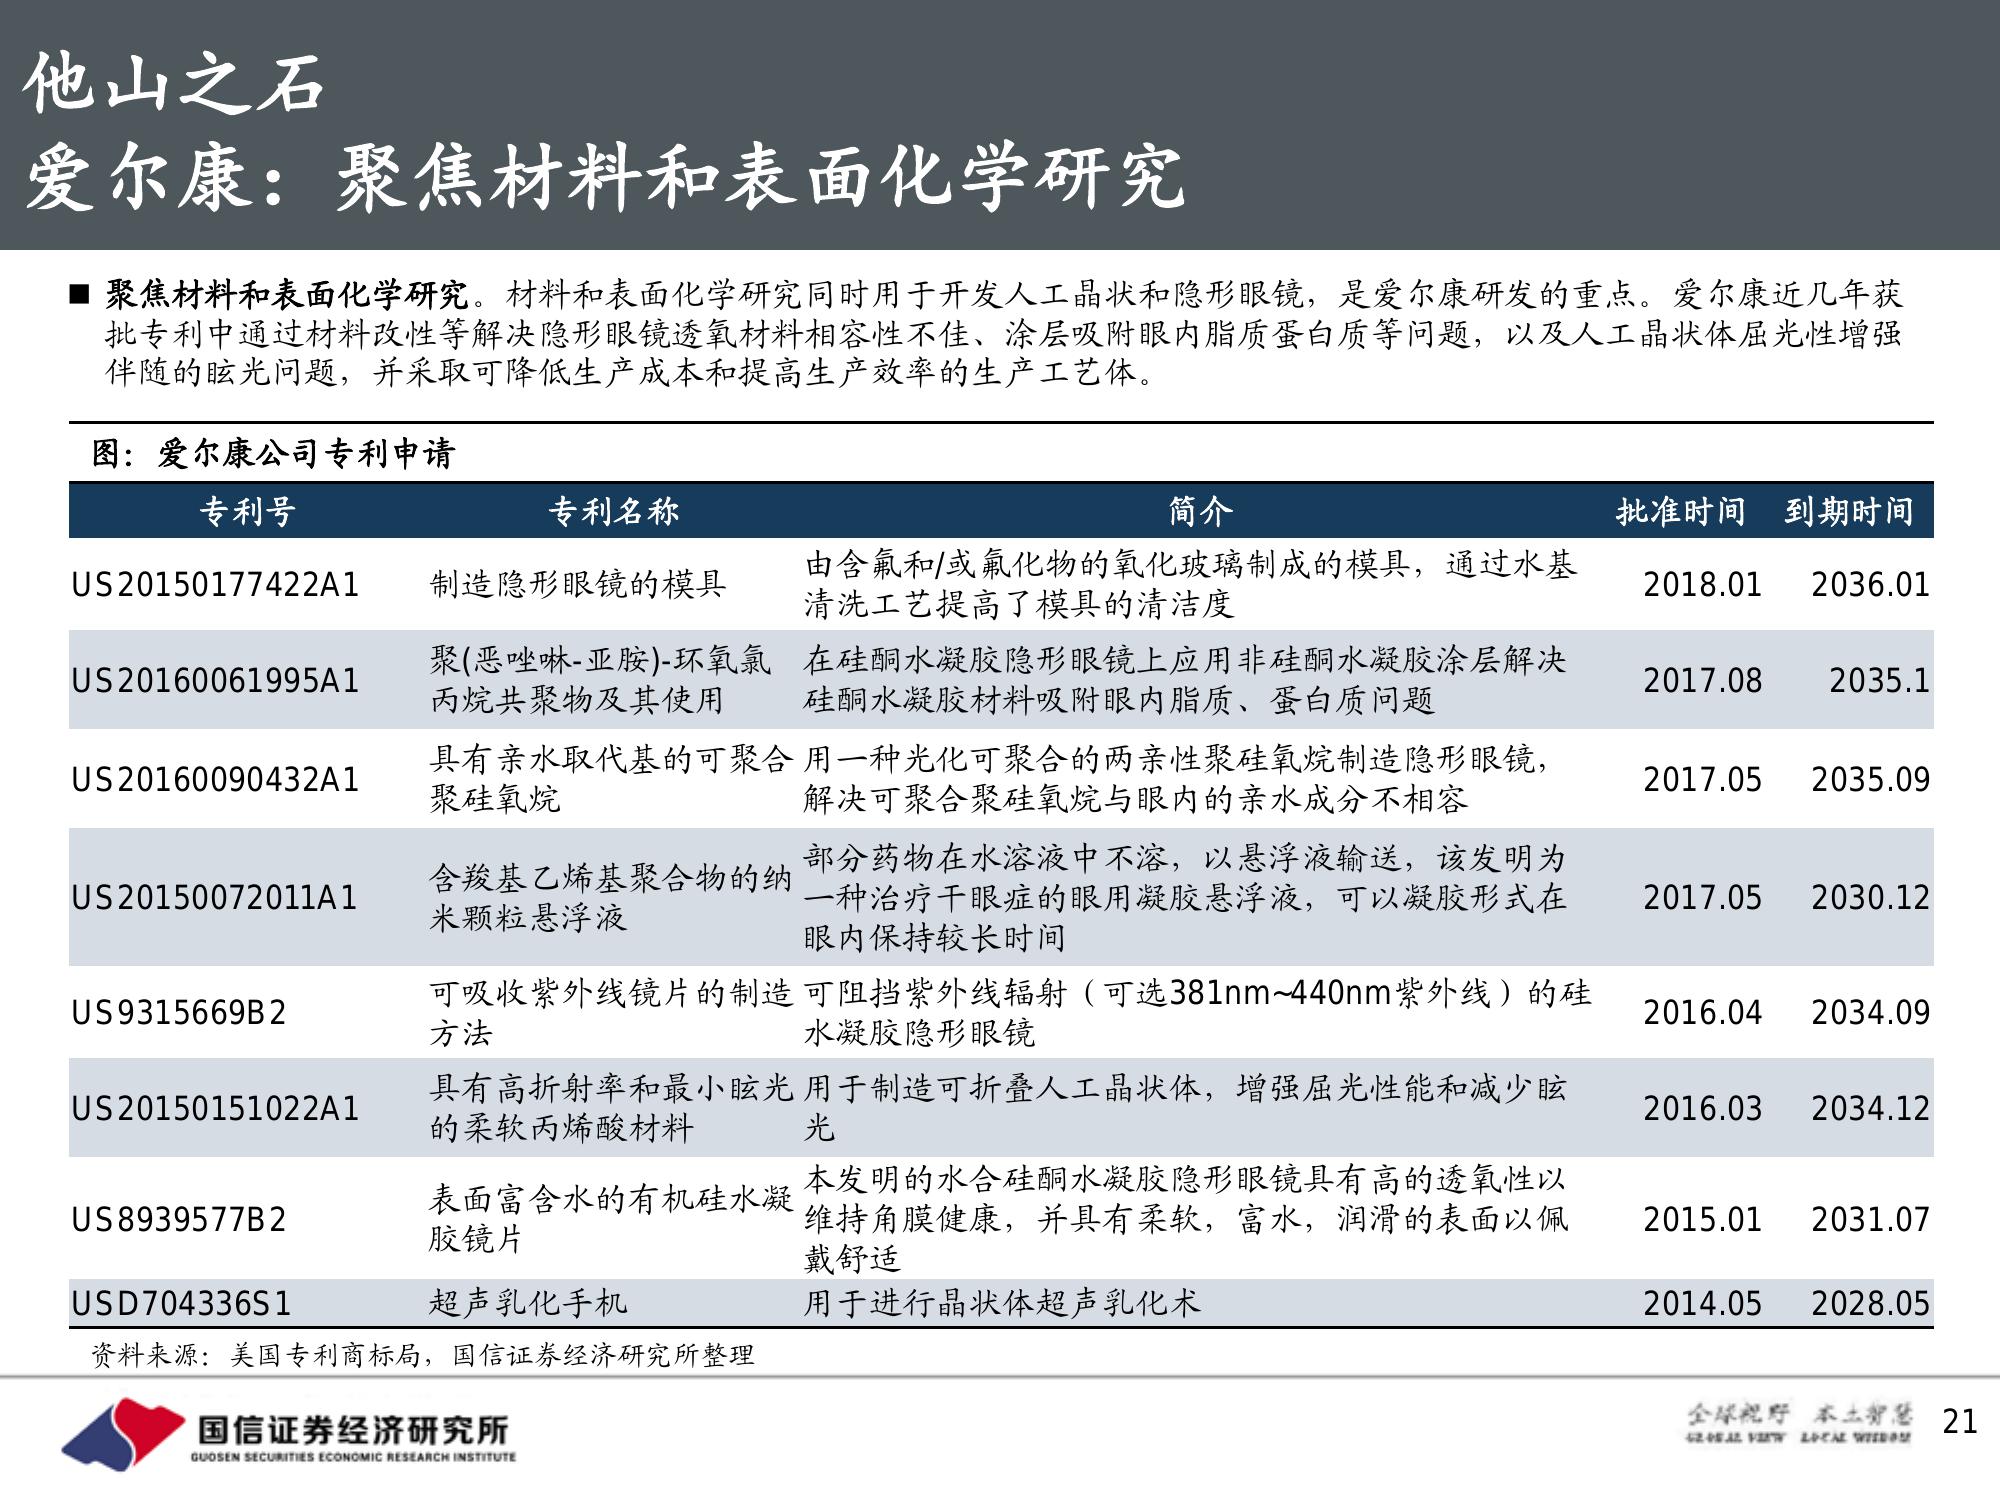 他山之石
爱尔康：聚焦材料和表面化学研究
■ 聚焦材料和表面化学研究。材料和表面化学研究同时用于开发人工晶状和隐形眼镜，是爱尔康研发的重点。爱尔康近几年获
批专利中通过材料改性等解决隐形眼镜透氧材料相容性不佳、涂层吸附眼内脂质蛋白质等问题，以及人工晶状体屈光性增强
伴随的眩光问题，并采取可降低生产成本和提高生产效率的生产工艺体。
图：爱尔康公司专利申请
专利号 专利名称 简介 批准时间 到期时间
US20150177422A1 制造隐形眼镜的模具 由含氟和/或氟化物的氧化玻璃制成的模具，通过水基
清洗工艺提高了模具的清洁度 2018.01 2036.01
US20160061995A1 聚(恶唑啉-亚胺)-环氧氯
丙烷共聚物及其使用 在硅酮水凝胶隐形眼镜上应用非硅酮水凝胶涂层解决
硅酮水凝胶材料吸附眼内脂质、蛋白质问题 2017.08 2035.1
US20160090432A1 具有亲水取代基的可聚合
聚硅氧烷 用一种光化可聚合的两亲性聚硅氧烷制造隐形眼镜，
解决可聚合聚硅氧烷与眼内的亲水成分不相容 2017.05 2035.09
US20150072011A1 含羧基乙烯基聚合物的纳
米颗粒悬浮液 部分药物在水溶液中不溶，以悬浮液输送，该发明为
一种治疗干眼症的眼用凝胶悬浮液，可以凝胶形式在
眼内保持较长时间 2017.05 2030.12
US9315669B2 可吸收紫外线镜片的制造
方法 可阻挡紫外线辐射（可选381nm~440nm紫外线）的硅
水凝胶隐形眼镜 2016.04 2034.09
US20150151022A1 具有高折射率和最小眩光
的柔软丙烯酸材料 用于制造可折叠人工晶状体，增强屈光性能和减少眩
光 2016.03 2034.12
US8939577B2 表面富含水的有机硅水凝
胶镜片 本发明的水合硅酮水凝胶隐形眼镜具有高的透氧性以
维持角膜健康，并具有柔软，富水，润滑的表面以佩
戴舒适 2015.01 2031.07
USD704336S1 超声乳化手机 用于进行晶状体超声乳化术 2014.05 2028.05
资料来源：美国专利商标局，国信证券经济研究所整理
国信证券经济研究所
GUOSEN SECURITIES ECONOMIC RESEARCH INSTITUTE
全球视野 本土智慧
GLOBAL VIEW LOCAL WISDOM
21